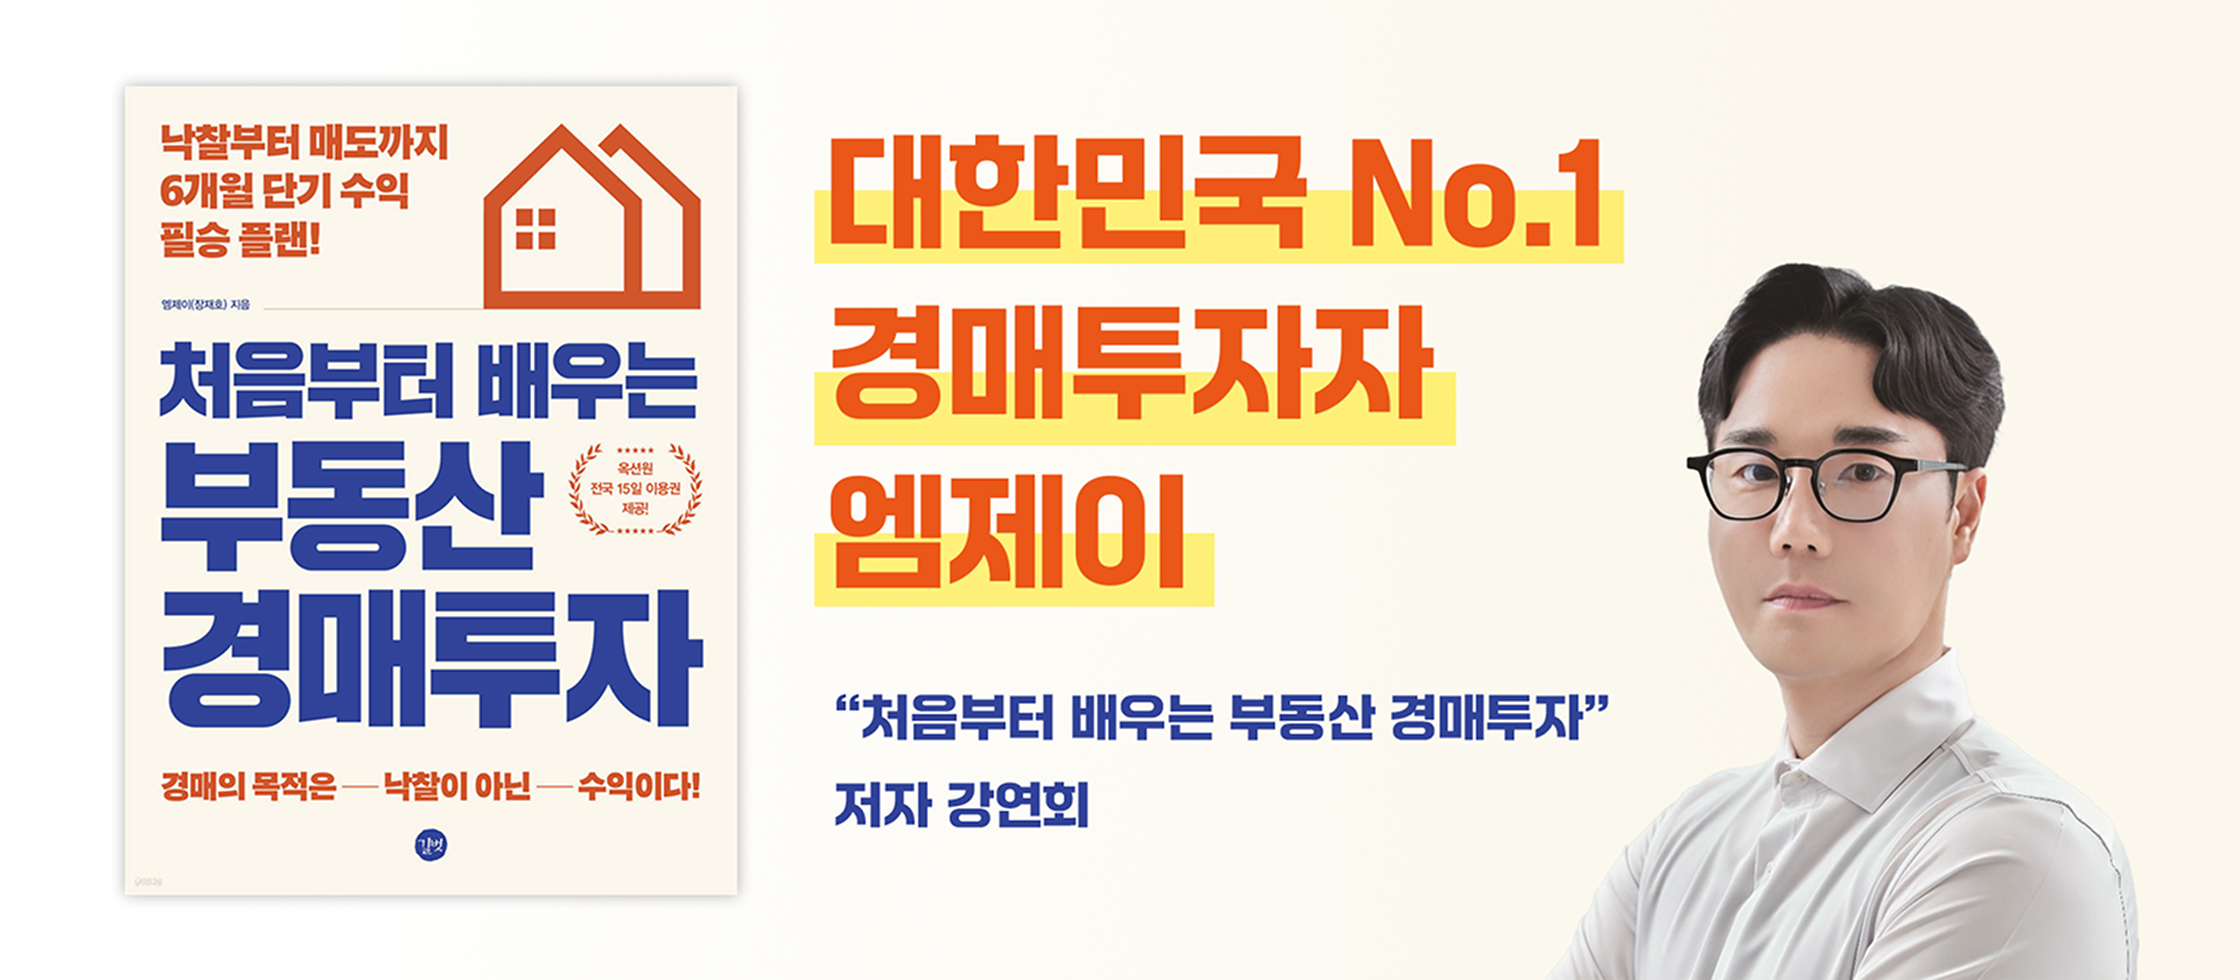 낙찰부터 매도까지
6개월 단기 수익
필승 플랜!
엠제이(장재호) 지음
처음부터 배우는
부동산
옥션원
전국 15일 이용권
제공!
경매투자
경매의 목적은 — 낙찰이 아닌 — 수익이다!
길벗
yes24
대한민국 No.1
경매투자자
엠제이
“처음부터 배우는 부동산 경매투자”
저자 강연회